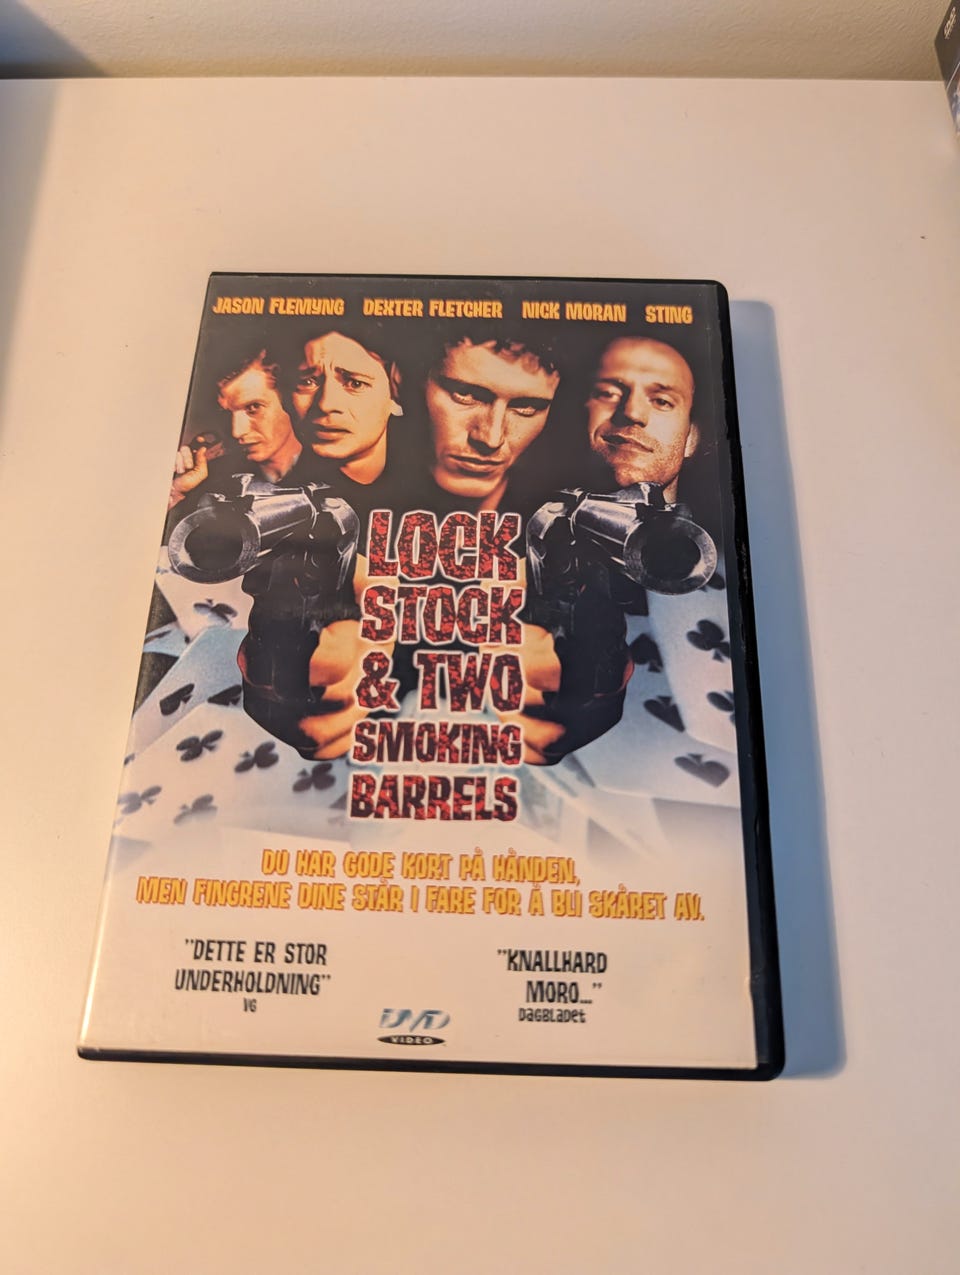 JASON FLEMYNG DEXTER FLETCHER NICK MORAN STING
LOCK
STOCK
& TWO
SMOKING
BARRELS
DU HAR GODE KORT PÅ HÅNDEN,
MEN FINGRENE DINE STÅR I FARE FOR Å BLI SKÅRET AV.
"DETTE ER STOR
UNDERHOLDNING"
VG
"KNALLHARD
MORO..."
Dagbladet
DVD
VIDEO